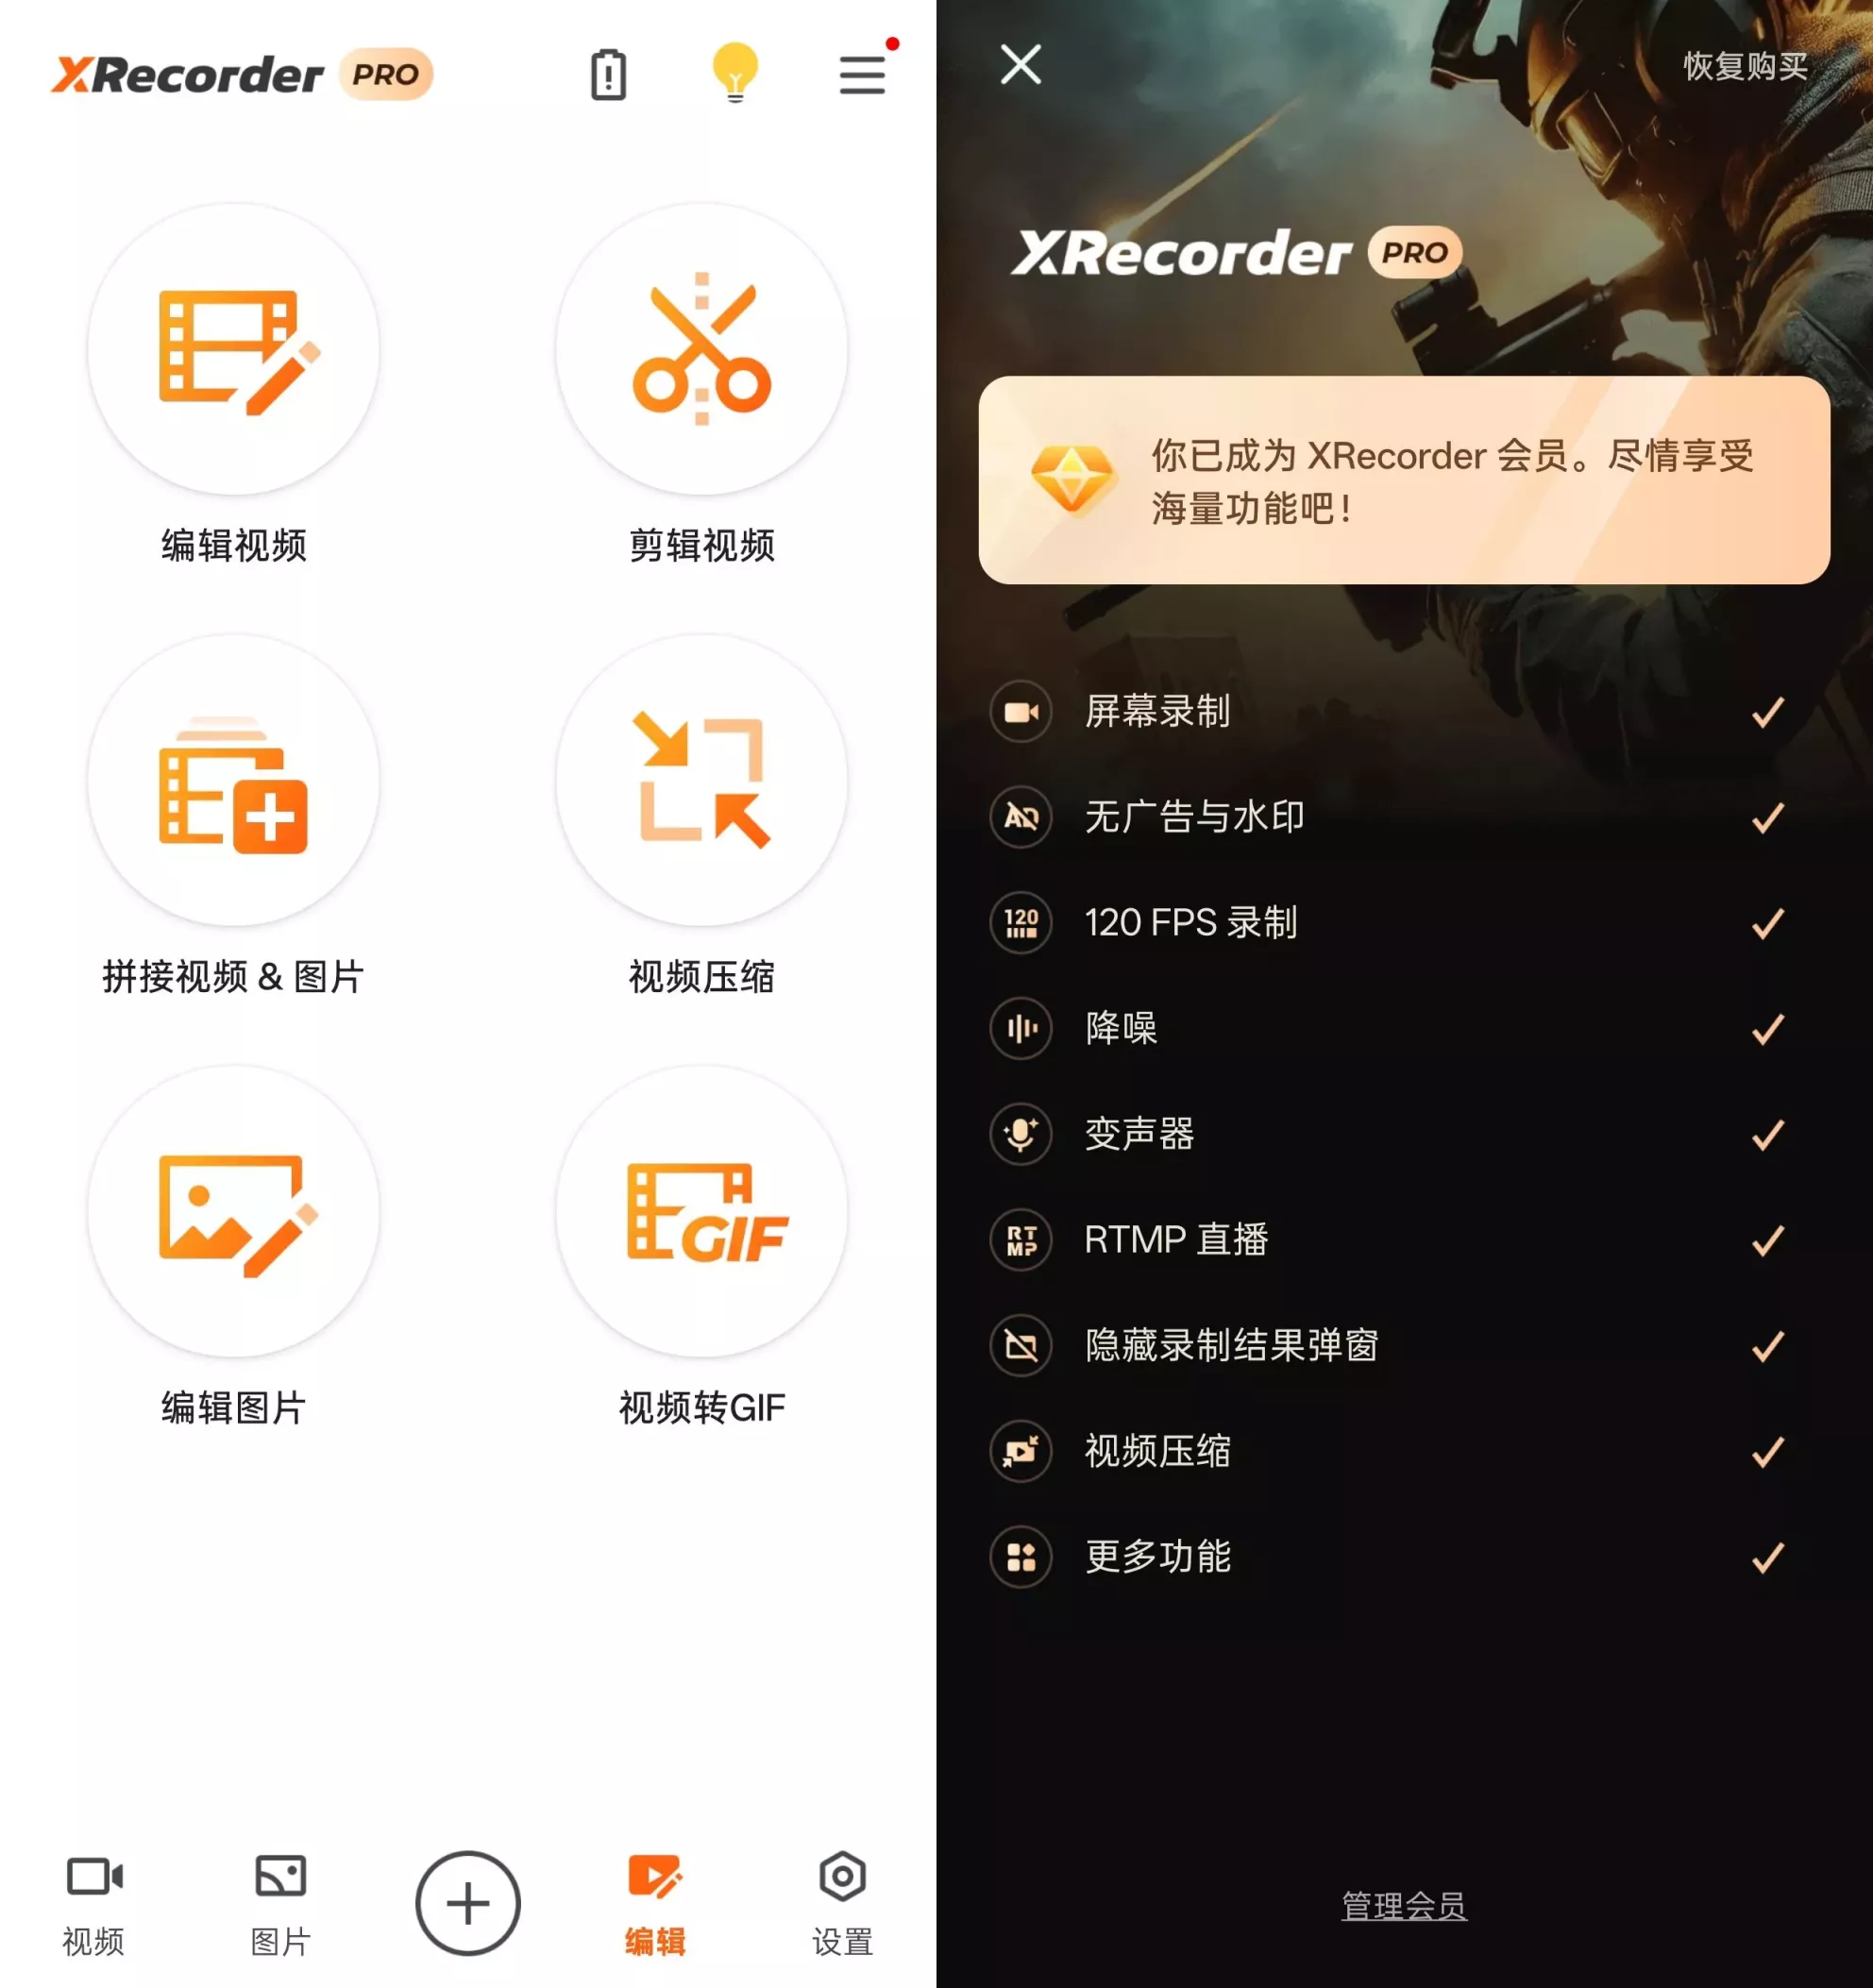 XRecorder PRO
编辑视频
剪辑视频
拼接视频 & 图片
视频压缩
编辑图片
GIF
视频转GIF
视频
图片
编辑
设置
恢复购买
XRecorder PRO
你已成为 XRecorder 会员。尽情享受
海量功能吧！
屏幕录制
AD 无广告与水印
120 120 FPS 录制
降噪
变声器
RT
MP RTMP 直播
隐藏录制结果弹窗
视频压缩
更多功能
管理会员